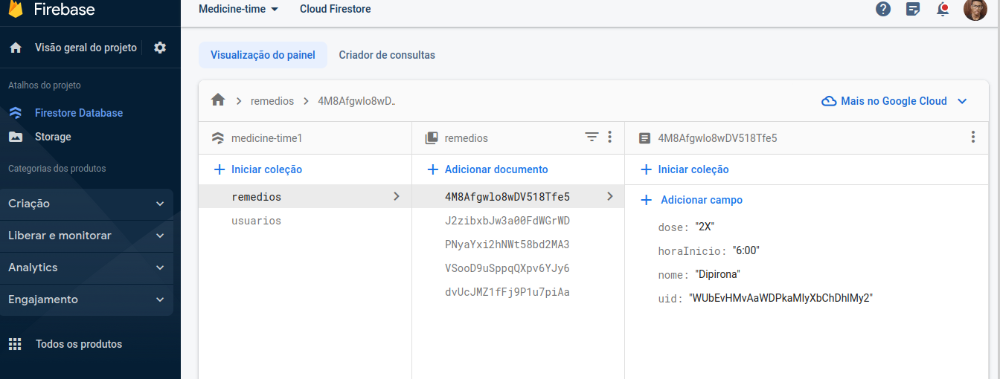 Firebase
Medicine-time
Cloud Firestore
Visão geral do projeto
Atalhos do projeto
Firestore Database
Storage
Categorias dos produtos
Criação
Liberar e monitorar
Analytics
Engajamento
Todos os produtos
Visualização do painel
Criador de consultas
remedios
4M8Afgwlo8wD..
Mais no Google Cloud
medicine-time1
Iniciar coleção
remedios
usuarios
remedios
Adicionar documento
4M8Afgwlo8wDV518Tfe5
J2zibxbJw3a00FdWGrWD
PNyaYxi2hNWt58bd2MA3
VSooD9uSppqQXpv6YJy6
dvUcJMZ1fFj9P1u7piAa
4M8Afgwlo8wDV518Tfe5
Iniciar coleção
Adicionar campo
dose: "2X"
horaInicio: "6:00"
nome: "Dipirona"
uid: "WUbEvHMvAaWDPkaMlyXbChDhlMy2"